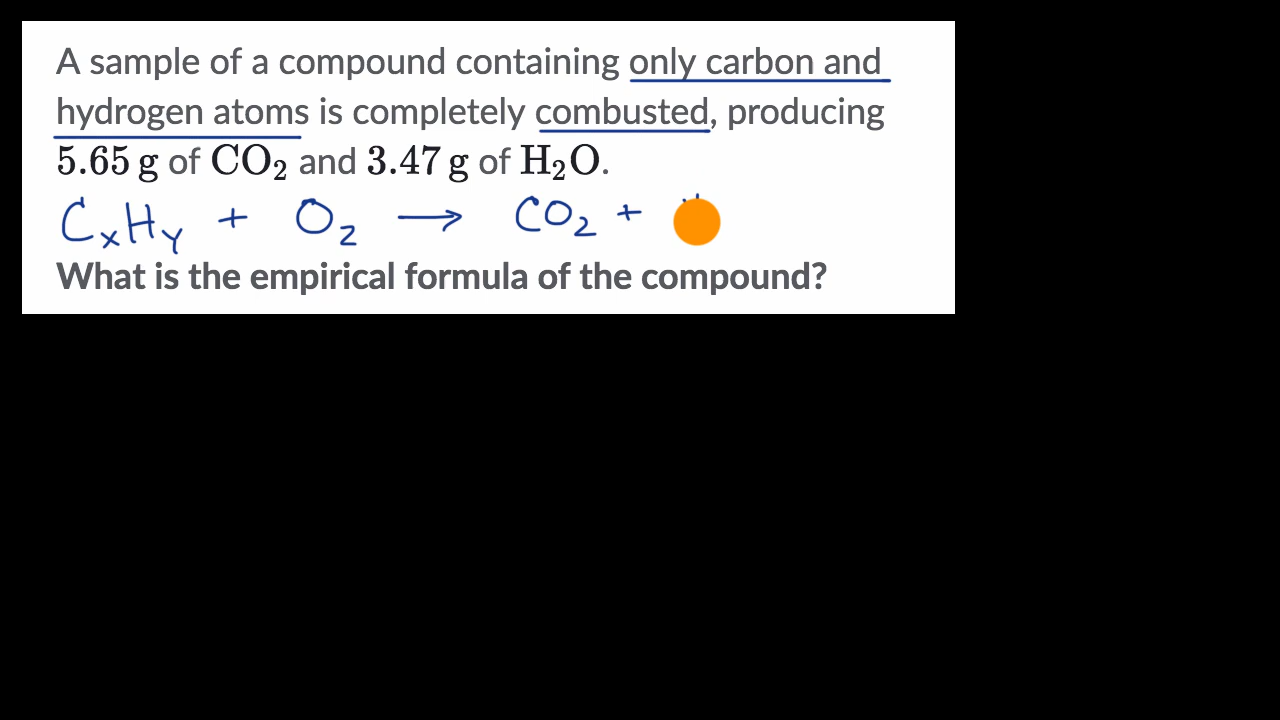 A sample of a compound containing only carbon and
hydrogen atoms is completely combusted, producing
5.65 g of CO₂ and 3.47 g of H₂O.
CₓHᵧ + O₂ → CO₂ +
What is the empirical formula of the compound?